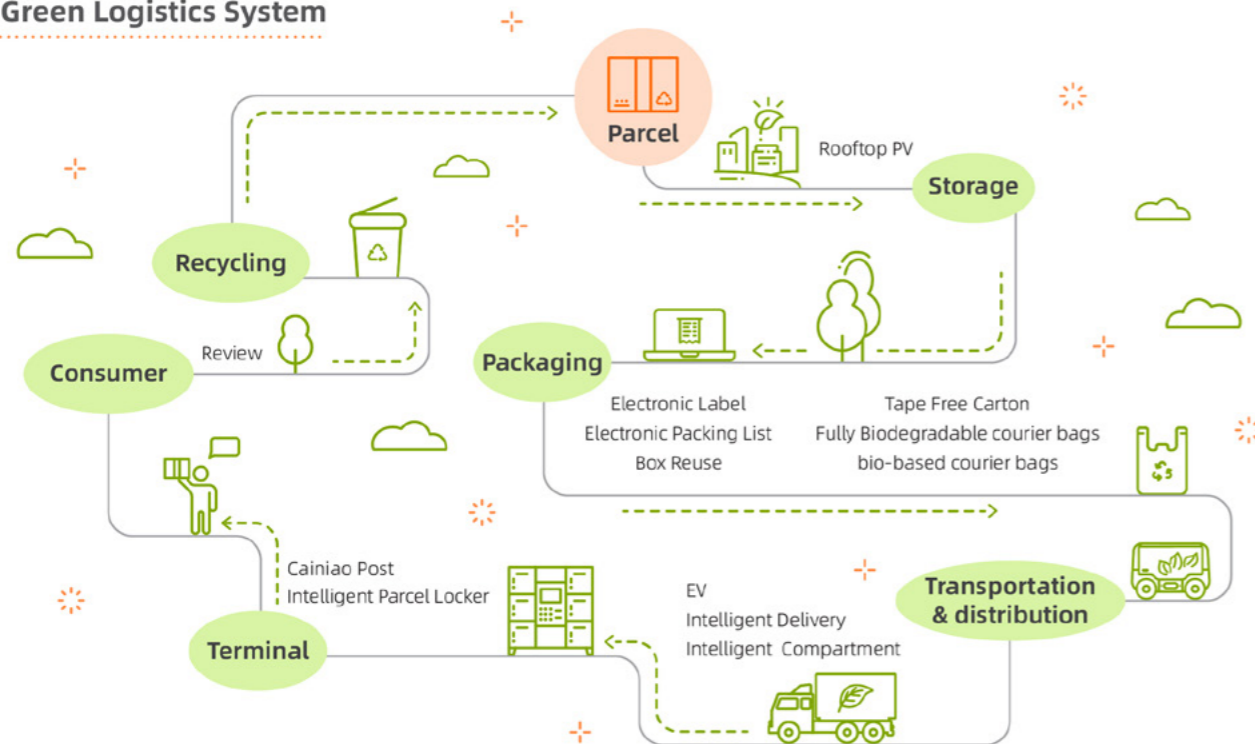 Green Logistics System
Parcel
Rooftop PV
Storage
Recycling
Review
Consumer
Packaging
Electronic Label
Electronic Packing List
Box Reuse
Tape Free Carton
Fully Biodegradable courier bags
bio-based courier bags
5
Cainiao Post
Intelligent Parcel Locker
EV
Intelligent Delivery
Intelligent Compartment
Transportation
& distribution
Terminal